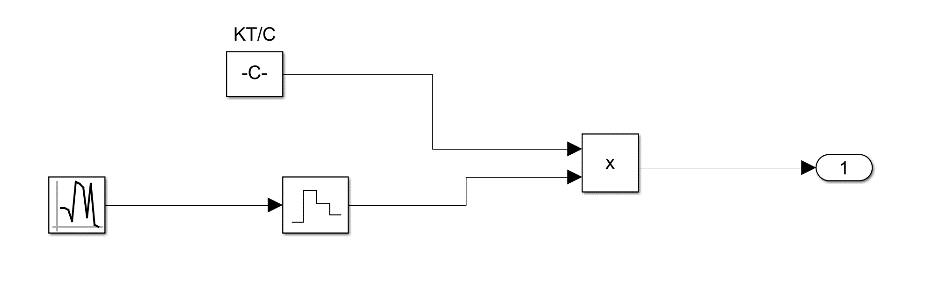 KT/C
-C-
x
1